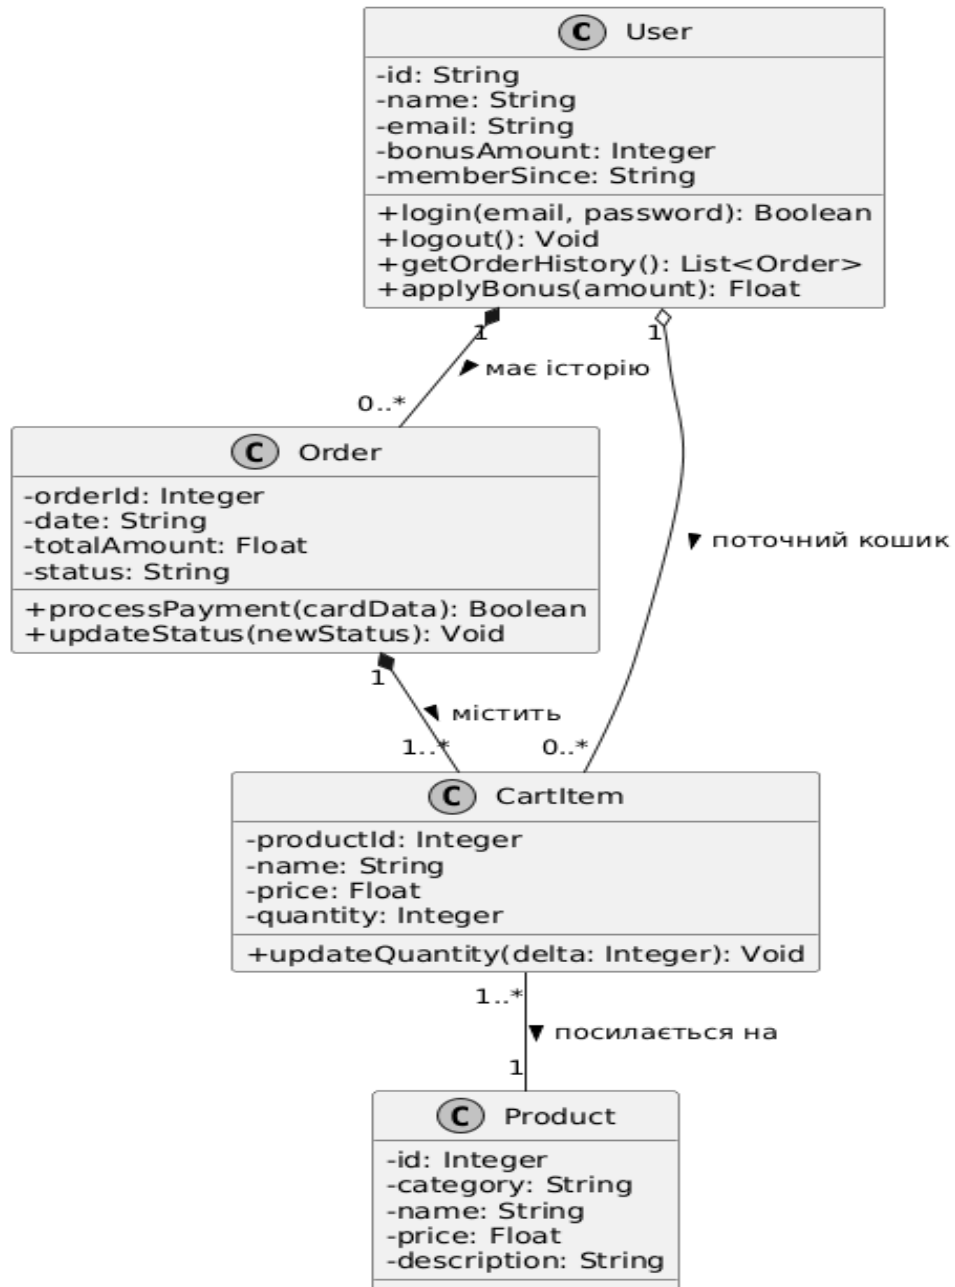 C User
-id: String
-name: String
-email: String
-bonusAmount: Integer
-memberSince: String
+login(email, password): Boolean
+logout(): Void
+getOrderHistory(): List<Order>
+applyBonus(amount): Float
1
1
має історію
0..*
C Order
-orderId: Integer
-date: String
-totalAmount: Float
-status: String
+processPayment(cardData): Boolean
+updateStatus(newStatus): Void
поточний кошик
1
містить
1..*
0..*
C CartItem
-productId: Integer
-name: String
-price: Float
-quantity: Integer
+updateQuantity(delta: Integer): Void
1..*
посилається на
1
C Product
-id: Integer
-category: String
-name: String
-price: Float
-description: String